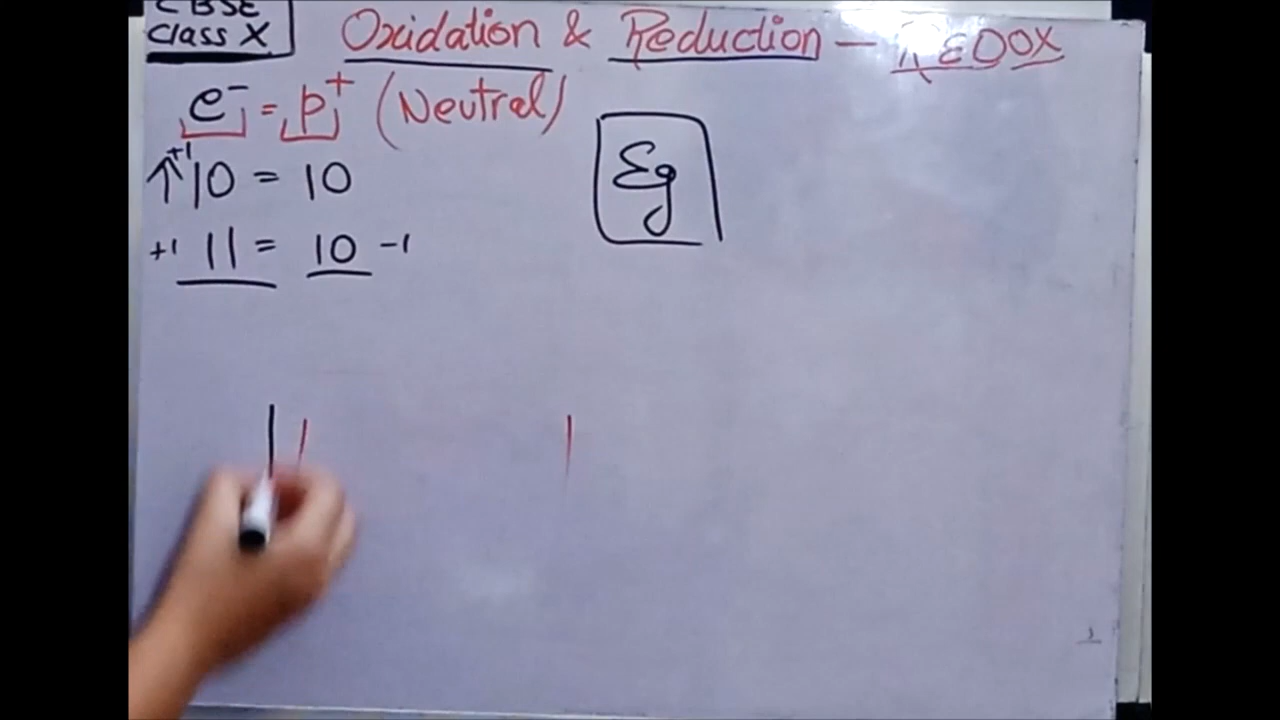 CBSE
Class X
Oxidation & Reduction — REDOX
e⁻ = p⁺ (Neutral)
↑+1 10 = 10
+1 11 = 10 -1
Eg